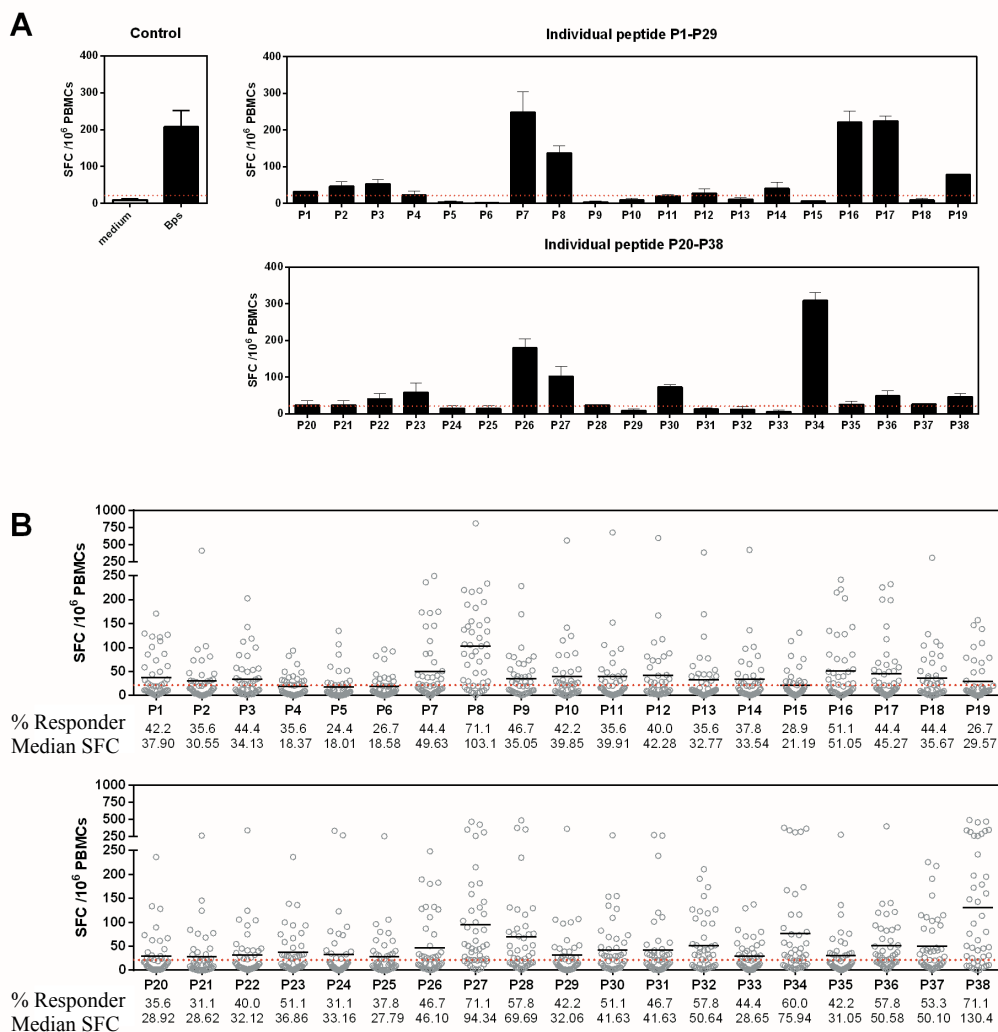 A
Control
Individual peptide P1-P29
400
300
200
100
0
SFC /10⁶ PBMCs
medium
Bps
400
300
200
100
0
SFC /10⁶ PBMCs
P1 P2 P3 P4 P5 P6 P7 P8 P9 P10 P11 P12 P13 P14 P15 P16 P17 P18 P19
Individual peptide P20-P38
400
300
200
100
0
SFC /10⁶ PBMCs
P20 P21 P22 P23 P24 P25 P26 P27 P28 P29 P30 P31 P32 P33 P34 P35 P36 P37 P38
B
1000
750
500
250
250
200
150
100
50
0
SFC /10⁶ PBMCs
P1 P2 P3 P4 P5 P6 P7 P8 P9 P10 P11 P12 P13 P14 P15 P16 P17 P18 P19
% Responder 42.2 35.6 44.4 35.6 24.4 26.7 44.4 71.1 46.7 42.2 35.6 40.0 35.6 37.8 28.9 51.1 44.4 44.4 26.7
Median SFC 37.90 30.55 34.13 18.37 18.01 18.58 49.63 103.1 35.05 39.85 39.91 42.28 32.77 33.54 21.19 51.05 45.27 35.67 29.57
1000
750
500
250
250
200
150
100
50
0
SFC /10⁶ PBMCs
P20 P21 P22 P23 P24 P25 P26 P27 P28 P29 P30 P31 P32 P33 P34 P35 P36 P37 P38
% Responder 35.6 31.1 40.0 51.1 31.1 37.8 46.7 71.1 57.8 42.2 51.1 46.7 57.8 44.4 60.0 42.2 57.8 53.3 71.1
Median SFC 28.92 28.62 32.12 36.86 33.16 27.79 46.10 94.34 69.69 32.06 41.63 41.63 50.64 28.65 75.94 31.05 50.58 50.10 130.4